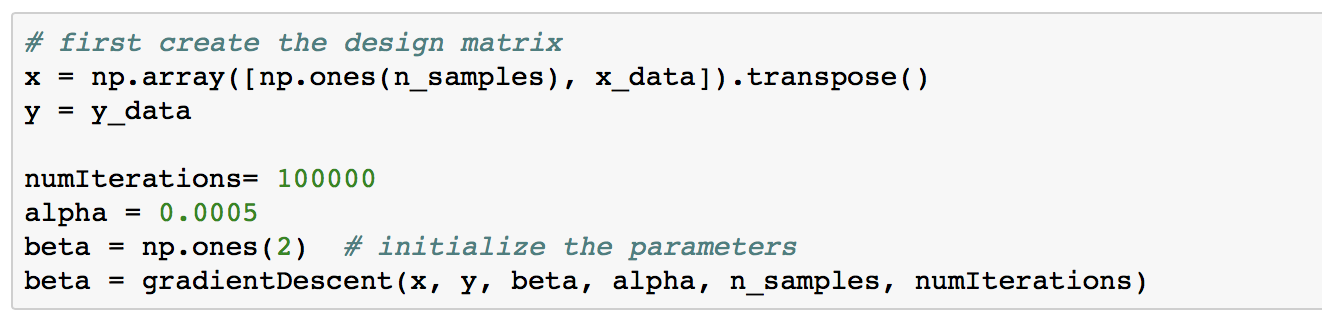 # first create the design matrix
x = np.array([np.ones(n_samples), x_data]).transpose()
y = y_data
numIterations= 100000
alpha = 0.0005
beta = np.ones(2)  # initialize the parameters
beta = gradientDescent(x, y, beta, alpha, n_samples, numIterations)